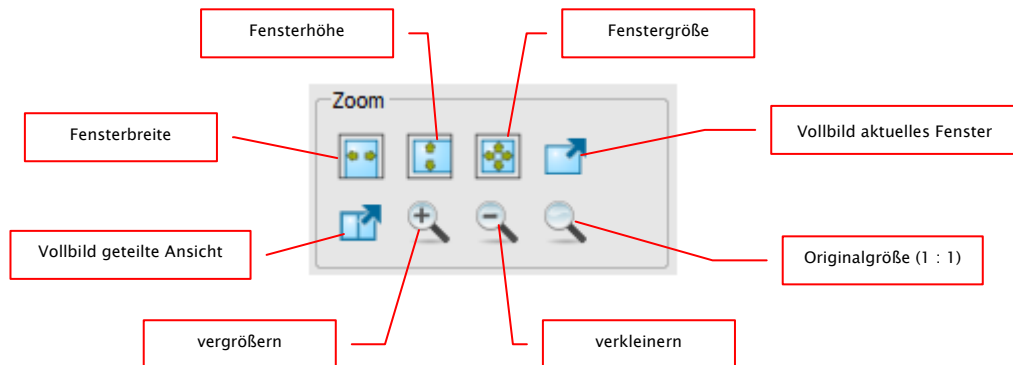 Fensterhöhe
Fenstergröße
Zoom
Fensterbreite
Vollbild aktuelles Fenster
Vollbild geteilte Ansicht
Originalgröße (1 : 1)
vergrößern
verkleinern